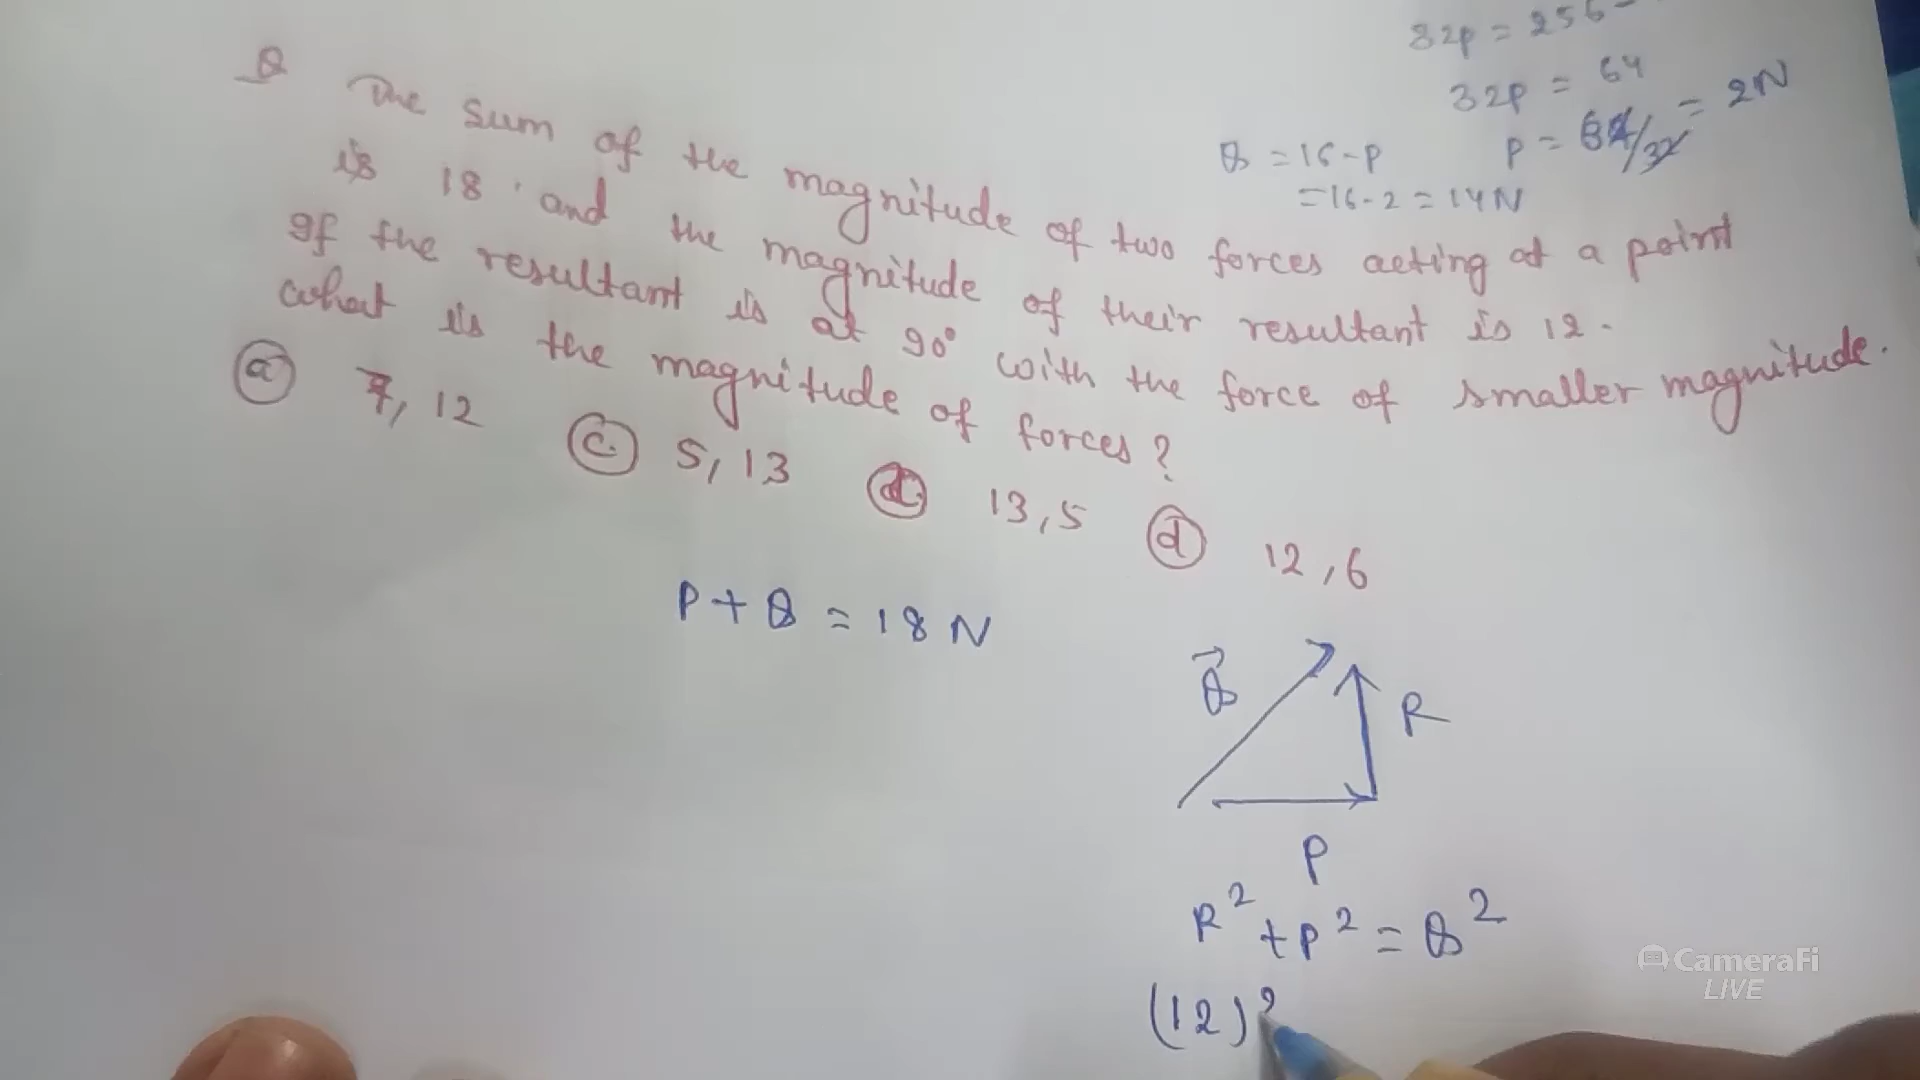 32p = 256 -
32p = 64
p = 64/32 = 2N
Q = 16-p
= 16-2 = 14N
Q The sum of the magnitude of two forces acting at a point
is 18 and the magnitude of their resultant is 12.
If the resultant is at 90° with the force of smaller magnitude.
what is the magnitude of forces?
(a) 7, 12 (c) 5, 13 (d) 13, 5 (d) 12, 6
P + Q = 18 N
Q
R
P
R² + P² = Q²
(12)²
CameraFi
LIVE